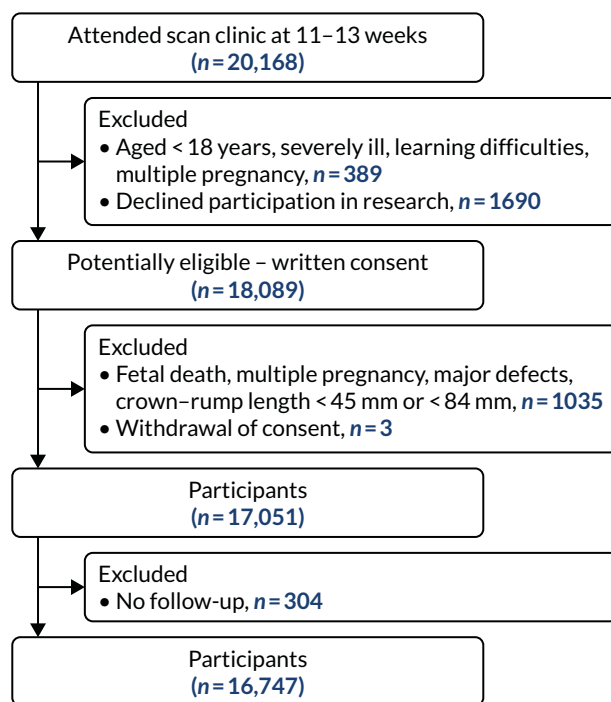 Attended scan clinic at 11–13 weeks
(n = 20,168)
Excluded
• Aged < 18 years, severely ill, learning difficulties,
multiple pregnancy, n = 389
• Declined participation in research, n = 1690
Potentially eligible – written consent
(n = 18,089)
Excluded
• Fetal death, multiple pregnancy, major defects,
crown–rump length < 45 mm or < 84 mm, n = 1035
• Withdrawal of consent, n = 3
Participants
(n = 17,051)
Excluded
• No follow-up, n = 304
Participants
(n = 16,747)